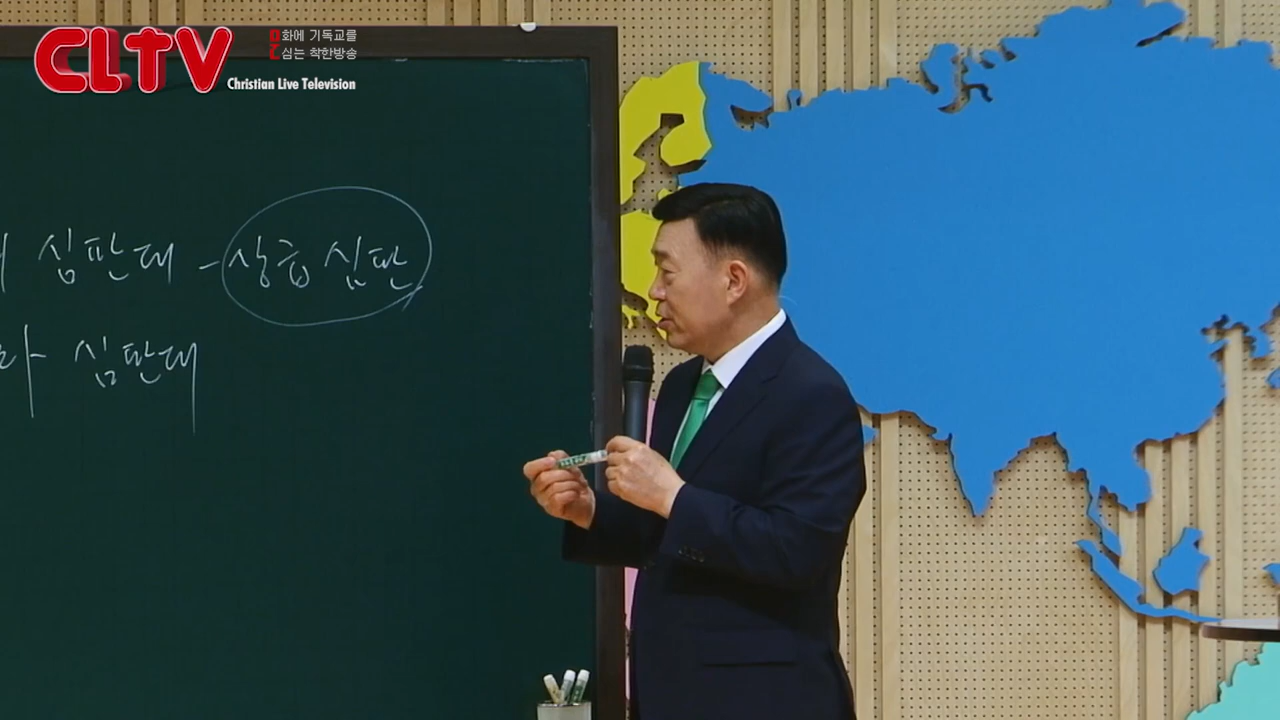 CLTV
문화에 기독교를
심는 착한방송
Christian Live Television
심판대 - 상급 심판
심판대